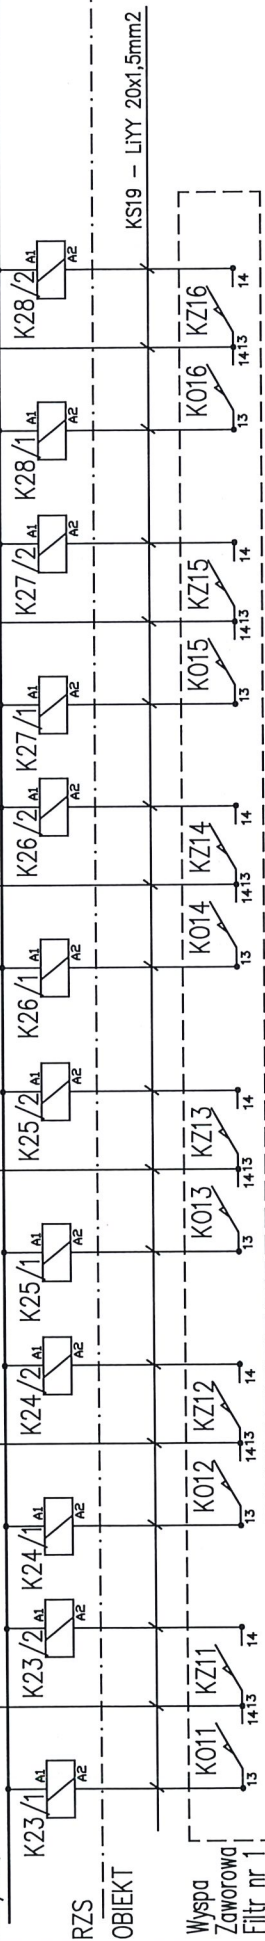 K23/1 K23/2 K24/1 K24/2 K25/1 K25/2 K26/1 K26/2 K27/1 K27/2 K28/1 K28/2
A1 A1 A1 A1 A1 A1 A1 A1 A1 A1 A1 A1
A2 A2 A2 A2 A2 A2 A2 A2 A2 A2 A2 A2
RZS
OBIEKT
KS19 – LiYY 20x1,5mm2
KO11 KZ11 KO12 KZ12 KO13 KZ13 KO14 KZ14 KO15 KZ15 KO16 KZ16
13 14 13 14 13 14 13 14 13 14 13 14 13 14 13 14 13 14 13 14 13 14 13 14
Wyspa
Zaworowa
Filtr nr 1